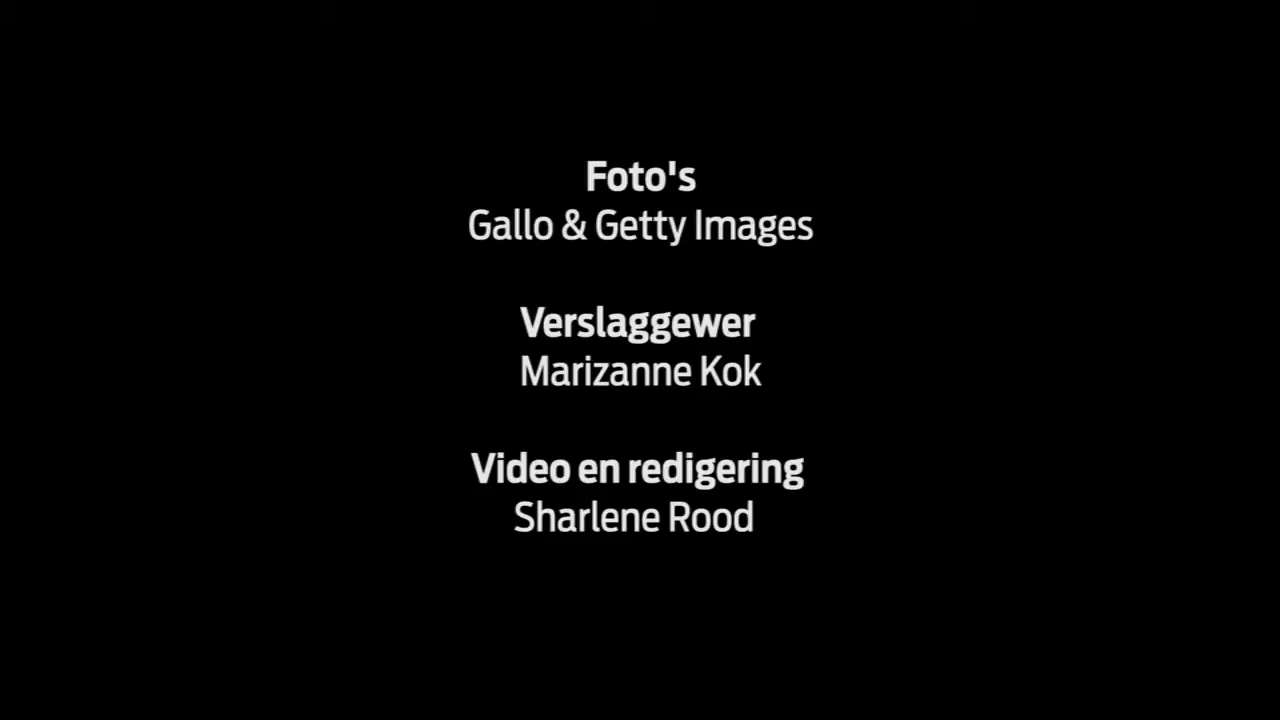 Foto's
Gallo & Getty Images
Verslaggewer
Marizanne Kok
Video en redigering
Sharlene Rood